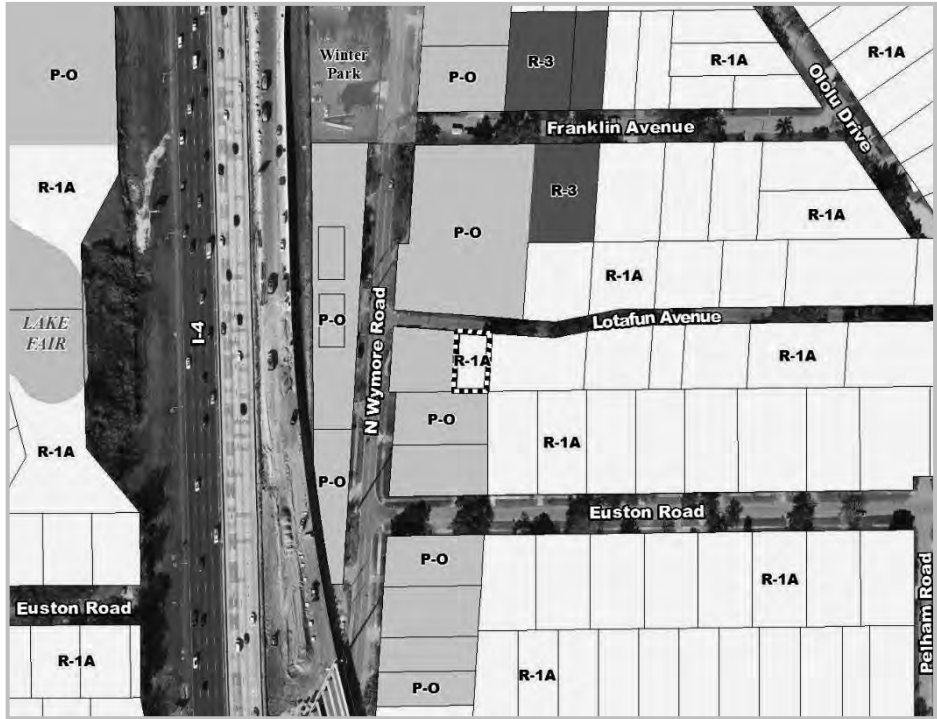 Winter
Park
P-O
P-O
R-3
R-1A
R-1A
Ololu Drive
Franklin Avenue
R-1A
R-3
R-1A
P-O
R-1A
LAKE
FAIR
I-4
P-O
N Wymore Road
Lotafun Avenue
R-1A
R-1A
P-O
R-1A
R-1A
P-O
Euston Road
P-O
R-1A
Euston Road
Pelham Road
R-1A
R-1A
P-O